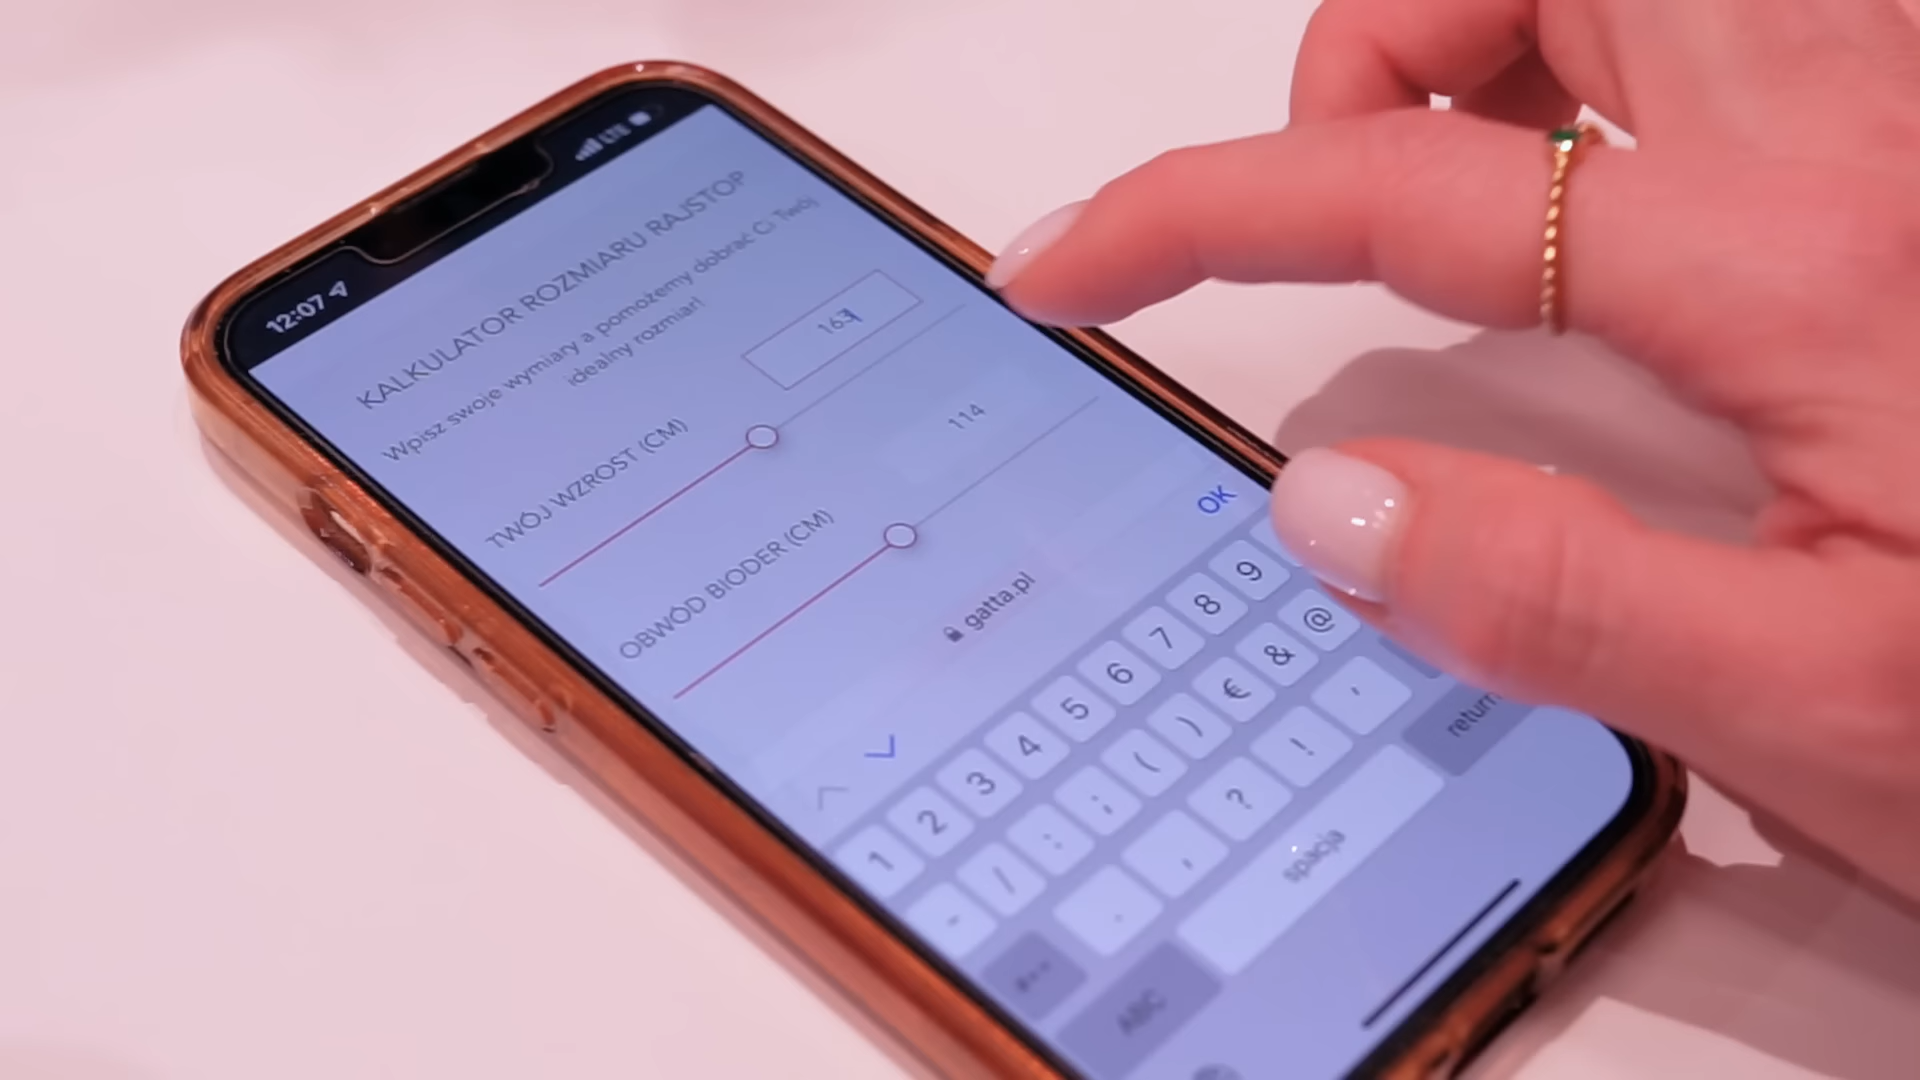 12:07
LTE
KALKULATOR ROZMIARU RAJSTOP
Wpisz swoje wymiary a pomożemy dobrać Ci Twój
idealny rozmiar!
TWÓJ WZROST (CM)
163
OBWÓD BIODER (CM)
114
OK
gatta.pl
1 2 3 4 5 6 7 8 9
- / : ; ( ) € & @
. , ? ! '
#+=
ABC
spacja
return